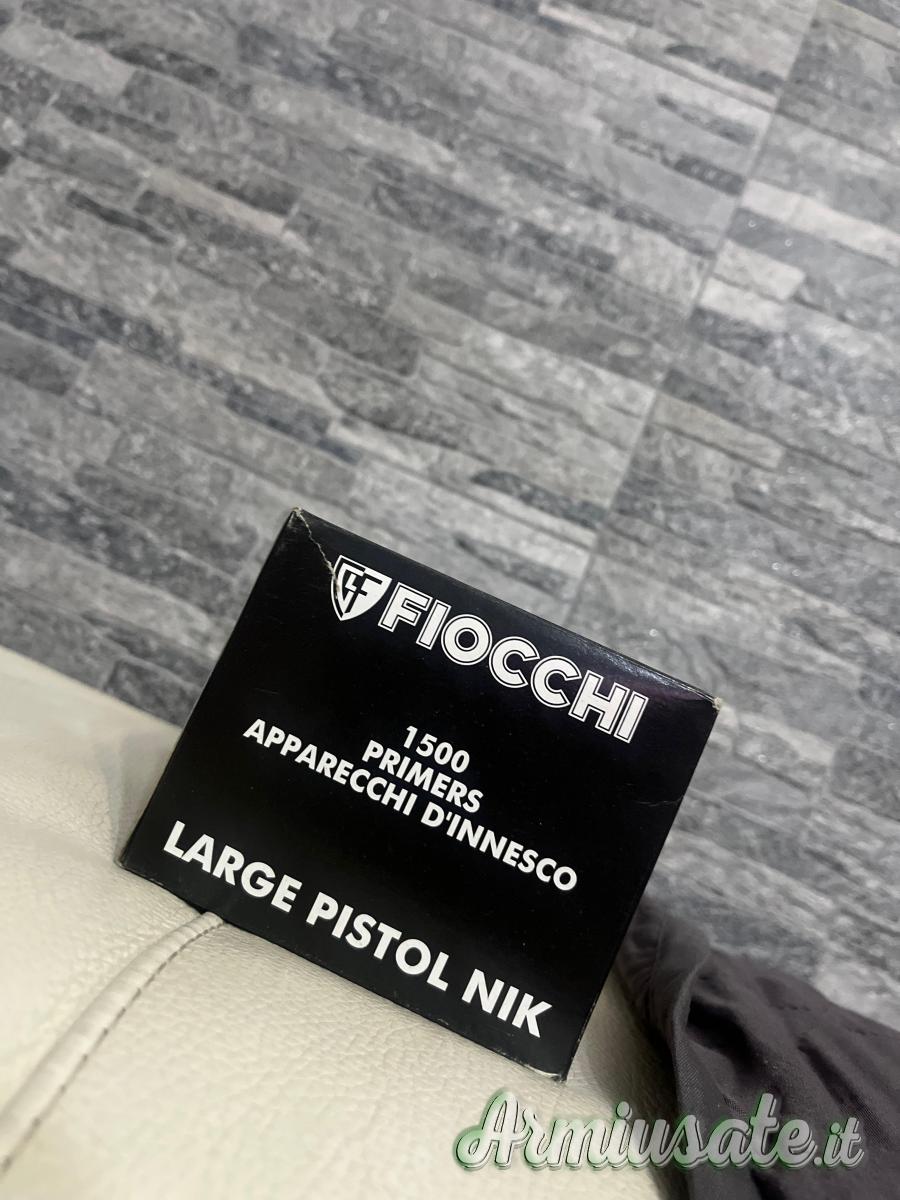 FIOCCHI
1500
PRIMERS
APPARECCHI D'INNESCO
LARGE PISTOL NIK
Armiusate.it